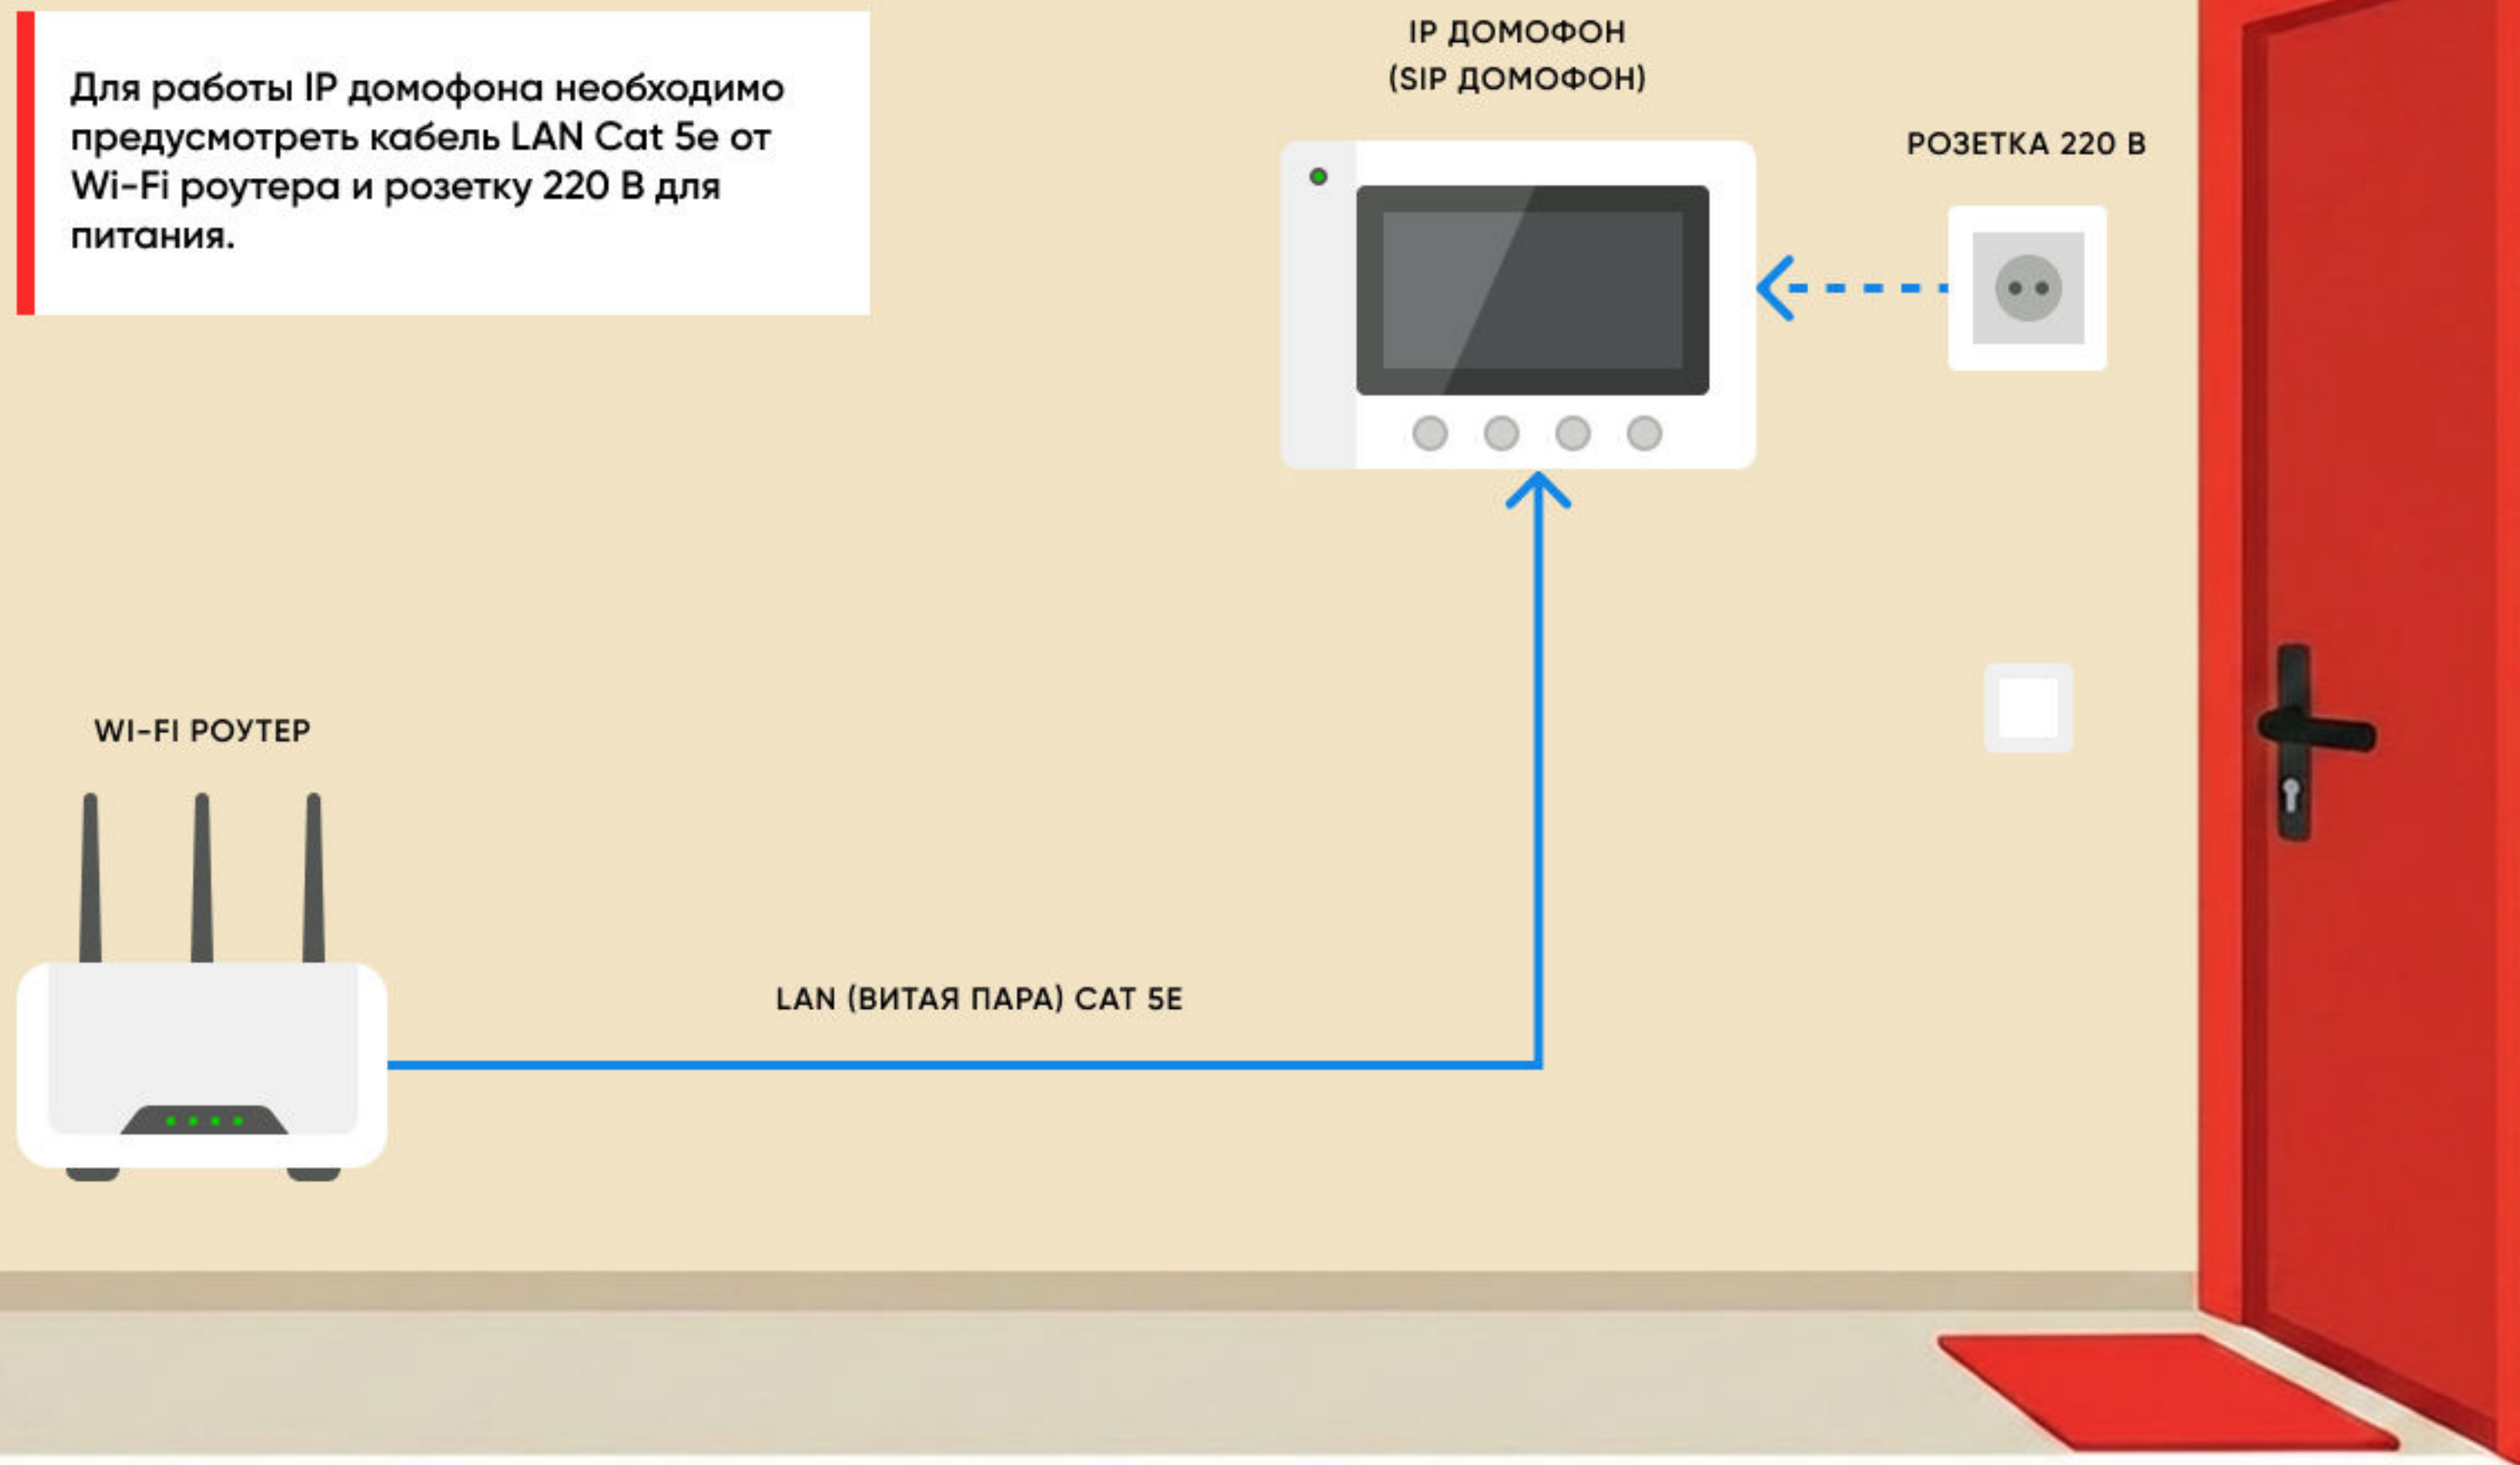 Для работы IP домофона необходимо
предусмотреть кабель LAN Cat 5e от
Wi-Fi роутера и розетку 220 В для
питания.
IP ДОМОФОН
(SIP ДОМОФОН)
РОЗЕТКА 220 В
WI-FI РОУТЕР
LAN (ВИТАЯ ПАРА) CAT 5E